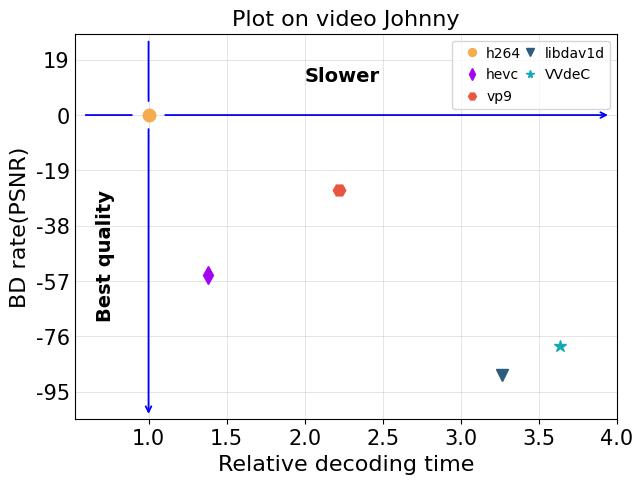 Plot on video Johnny
h264
hevc
vp9
libdav1d
VVdeC
Slower
Best quality
BD rate(PSNR)
19
0
-19
-38
-57
-76
-95
1.0 1.5 2.0 2.5 3.0 3.5 4.0
Relative decoding time